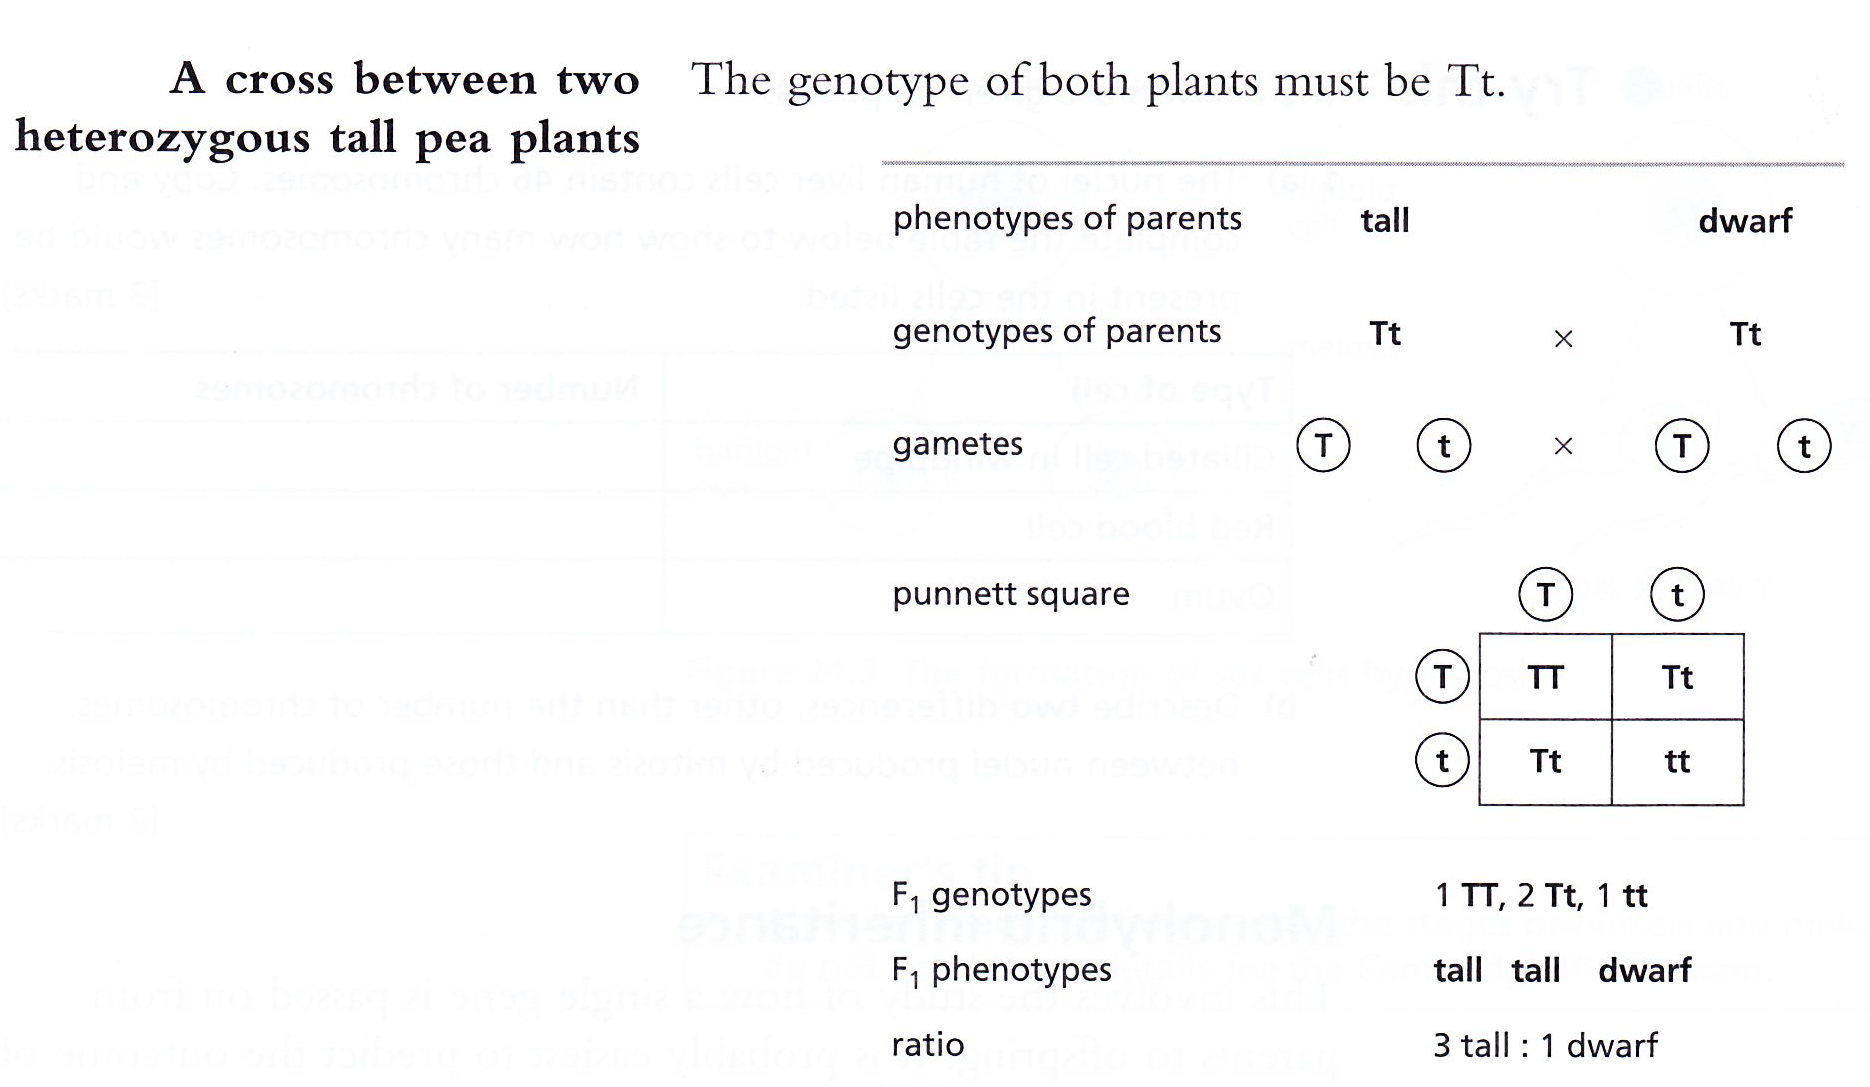 A cross between two
heterozygous tall pea plants
The genotype of both plants must be Tt.
phenotypes of parents tall dwarf
genotypes of parents Tt × Tt
gametes T t × T t
punnett square T t
T TT Tt
t Tt tt
F₁ genotypes 1 TT, 2 Tt, 1 tt
F₁ phenotypes tall tall dwarf
ratio 3 tall : 1 dwarf